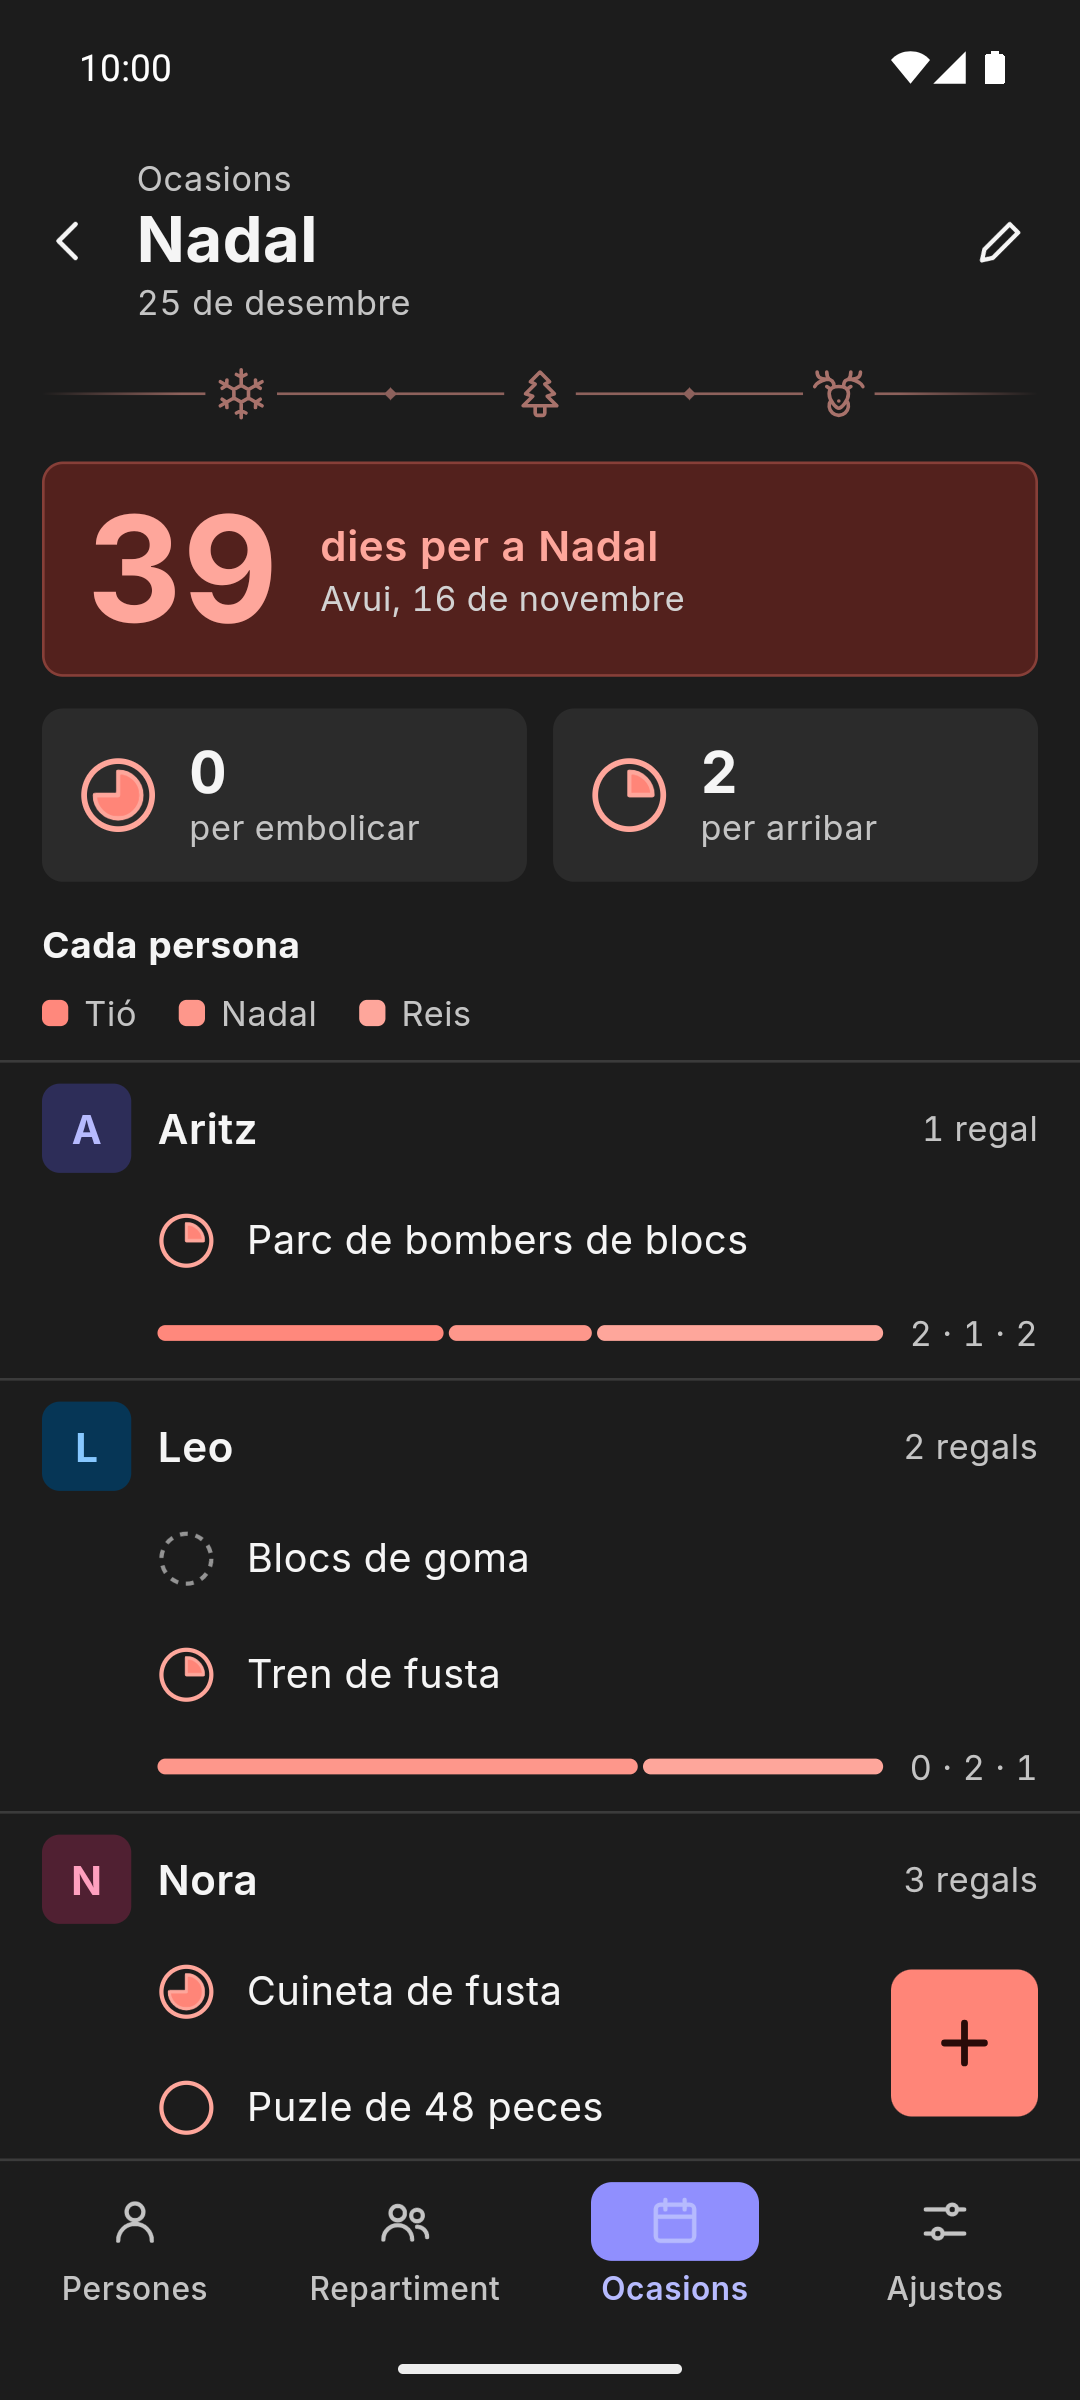 10:00
Ocasions
Nadal
25 de desembre
39
dies per a Nadal
Avui, 16 de novembre
0
per embolicar
2
per arribar
Cada persona
Tió
Nadal
Reis
A
Aritz
1 regal
Parc de bombers de blocs
2 · 1 · 2
L
Leo
2 regals
Blocs de goma
Tren de fusta
0 · 2 · 1
N
Nora
3 regals
Cuineta de fusta
Puzle de 48 peces
Persones
Repartiment
Ocasions
Ajustos